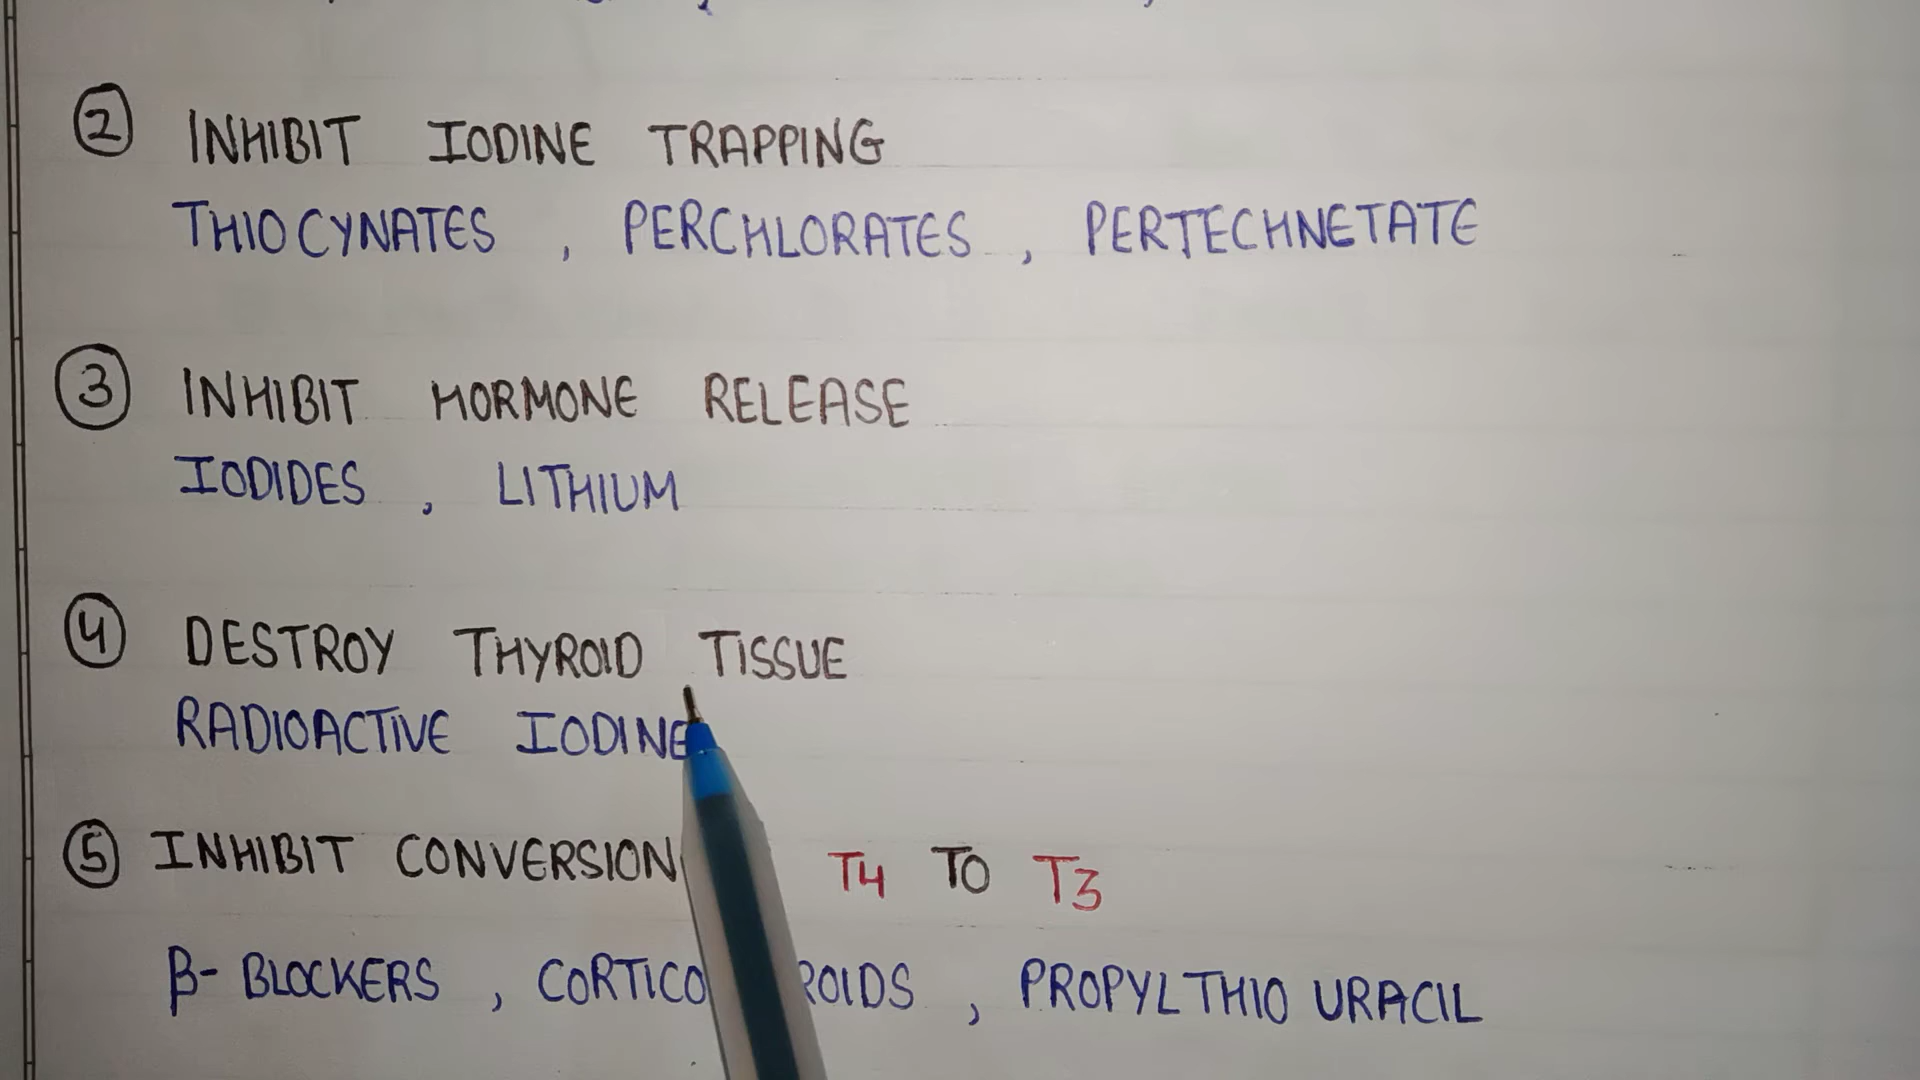 2 INHIBIT IODINE TRAPPING
THIOCYNATES , PERCHLORATES , PERTECHNETATE
3 INHIBIT HORMONE RELEASE
IODIDES , LITHIUM
4 DESTROY THYROID TISSUE
RADIOACTIVE IODINE
5 INHIBIT CONVERSION T4 TO T3
β- BLOCKERS , , PROPYLTHIO URACIL